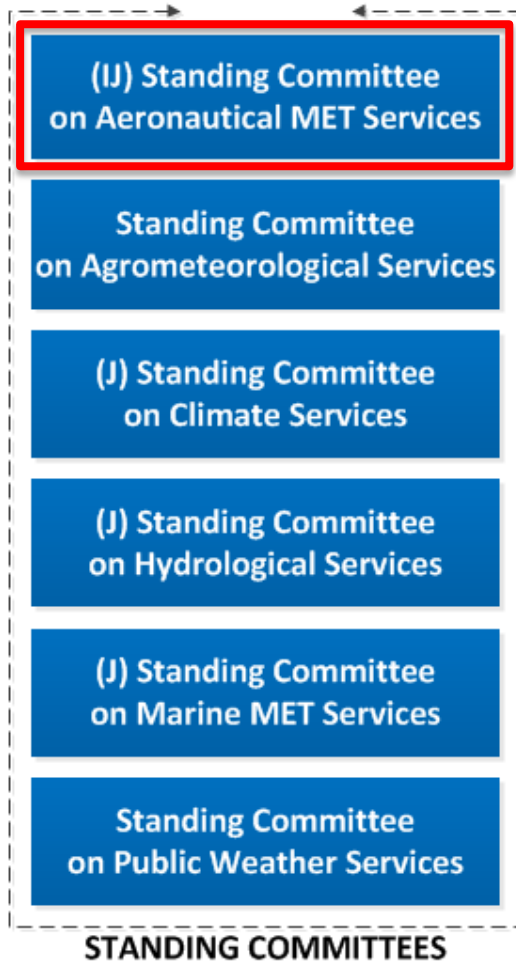 (IJ) Standing Committee
on Aeronautical MET Services
Standing Committee
on Agrometeorological Services
(J) Standing Committee
on Climate Services
(J) Standing Committee
on Hydrological Services
(J) Standing Committee
on Marine MET Services
Standing Committee
on Public Weather Services
STANDING COMMITTEES